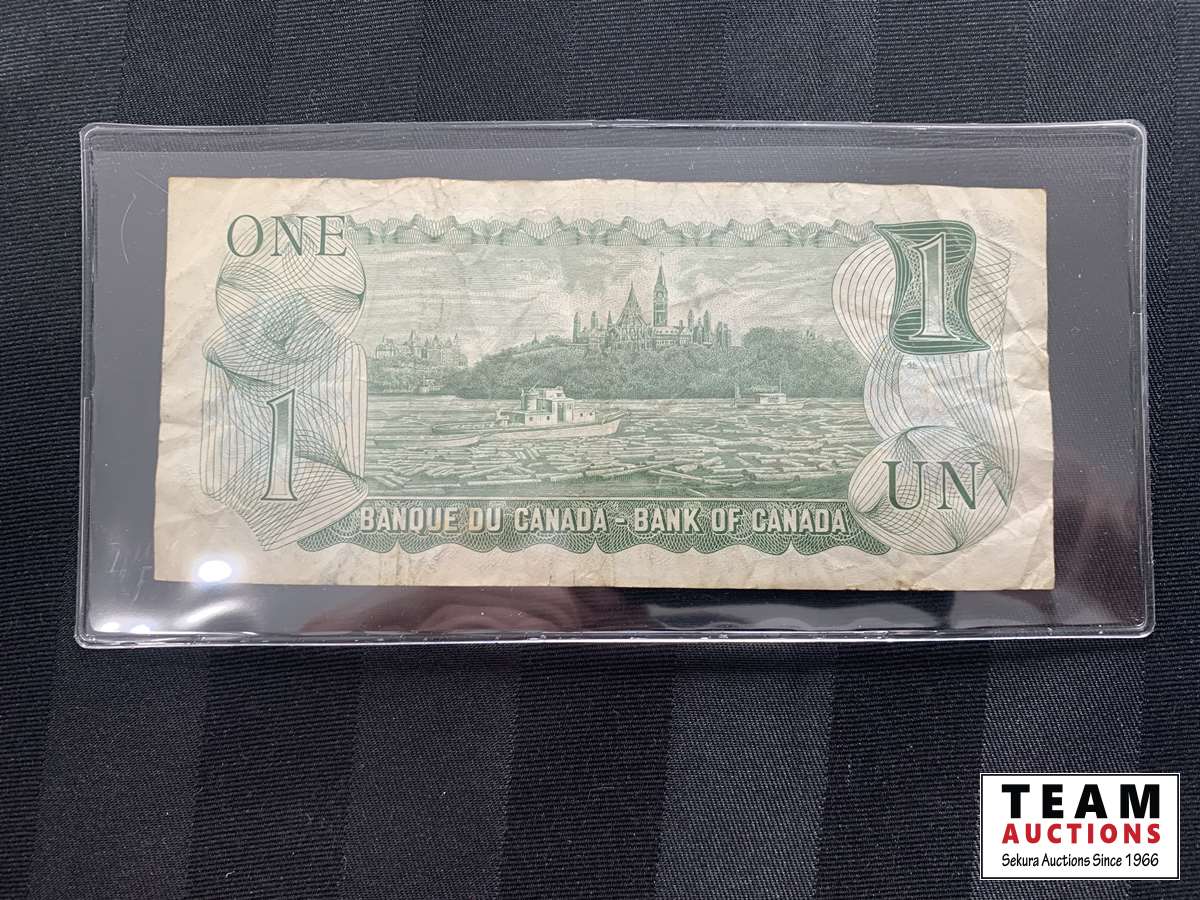 ONE
1
1
BANQUE DU CANADA - BANK OF CANADA
UN
TEAM
AUCTIONS
Sekura Auctions Since 1966